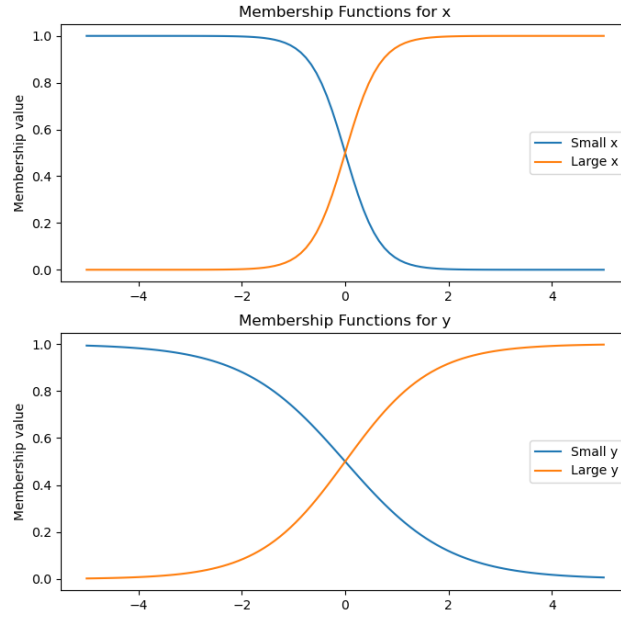 Membership Functions for x
Membership value
1.0
0.8
0.6
0.4
0.2
0.0
Small x
Large x
−4
−2
0
2
4
Membership Functions for y
Membership value
1.0
0.8
0.6
0.4
0.2
0.0
Small y
Large y
−4
−2
0
2
4